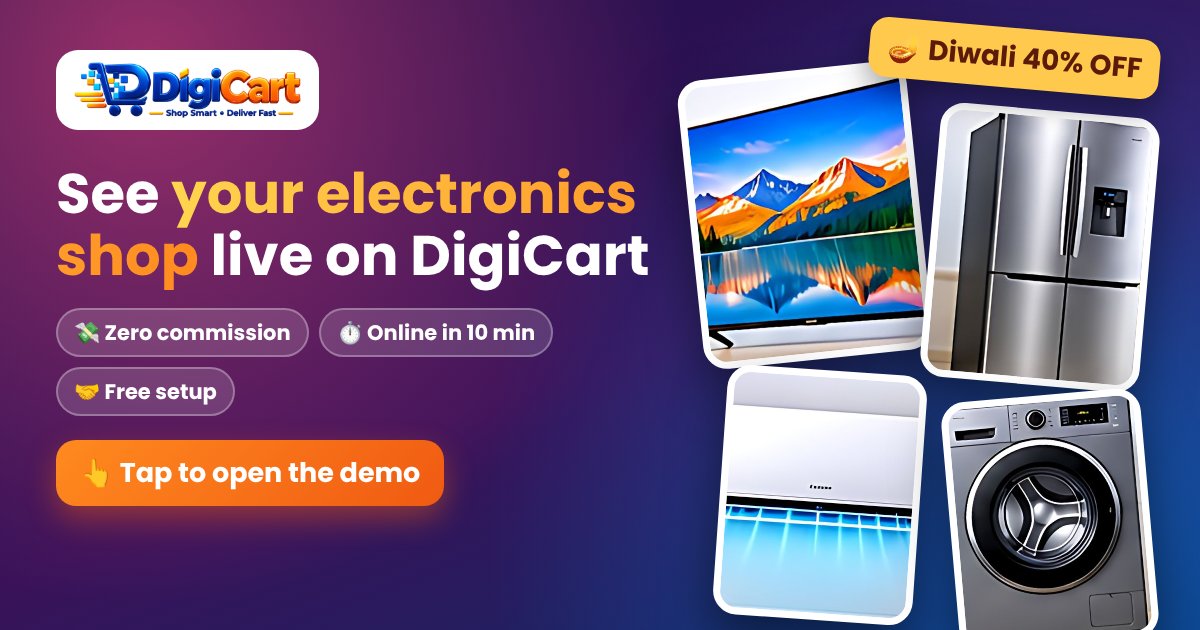 DigiCart
Shop Smart • Deliver Fast
Diwali 40% OFF
See your electronics
shop live on DigiCart
💸 Zero commission
⏱️ Online in 10 min
🤝 Free setup
👆 Tap to open the demo